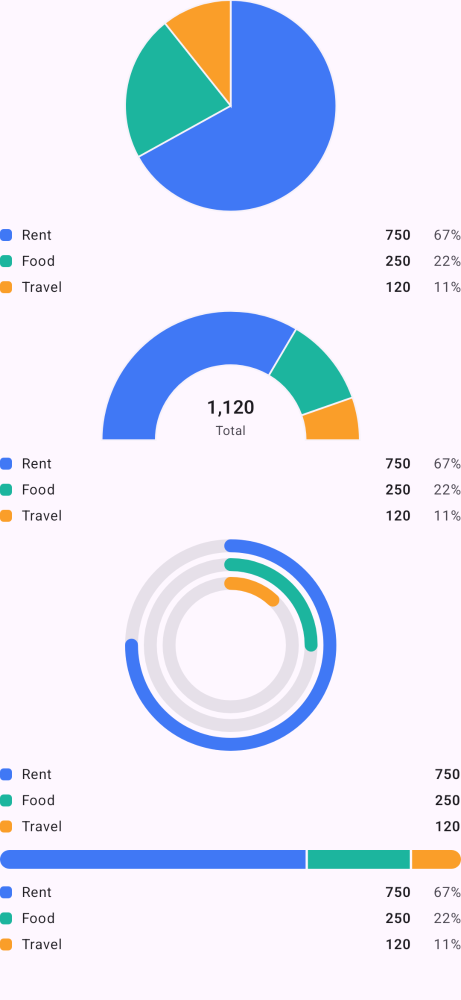 Rent 750 67%
Food 250 22%
Travel 120 11%
1,120
Total
Rent 750 67%
Food 250 22%
Travel 120 11%
Rent 750
Food 250
Travel 120
Rent 750 67%
Food 250 22%
Travel 120 11%